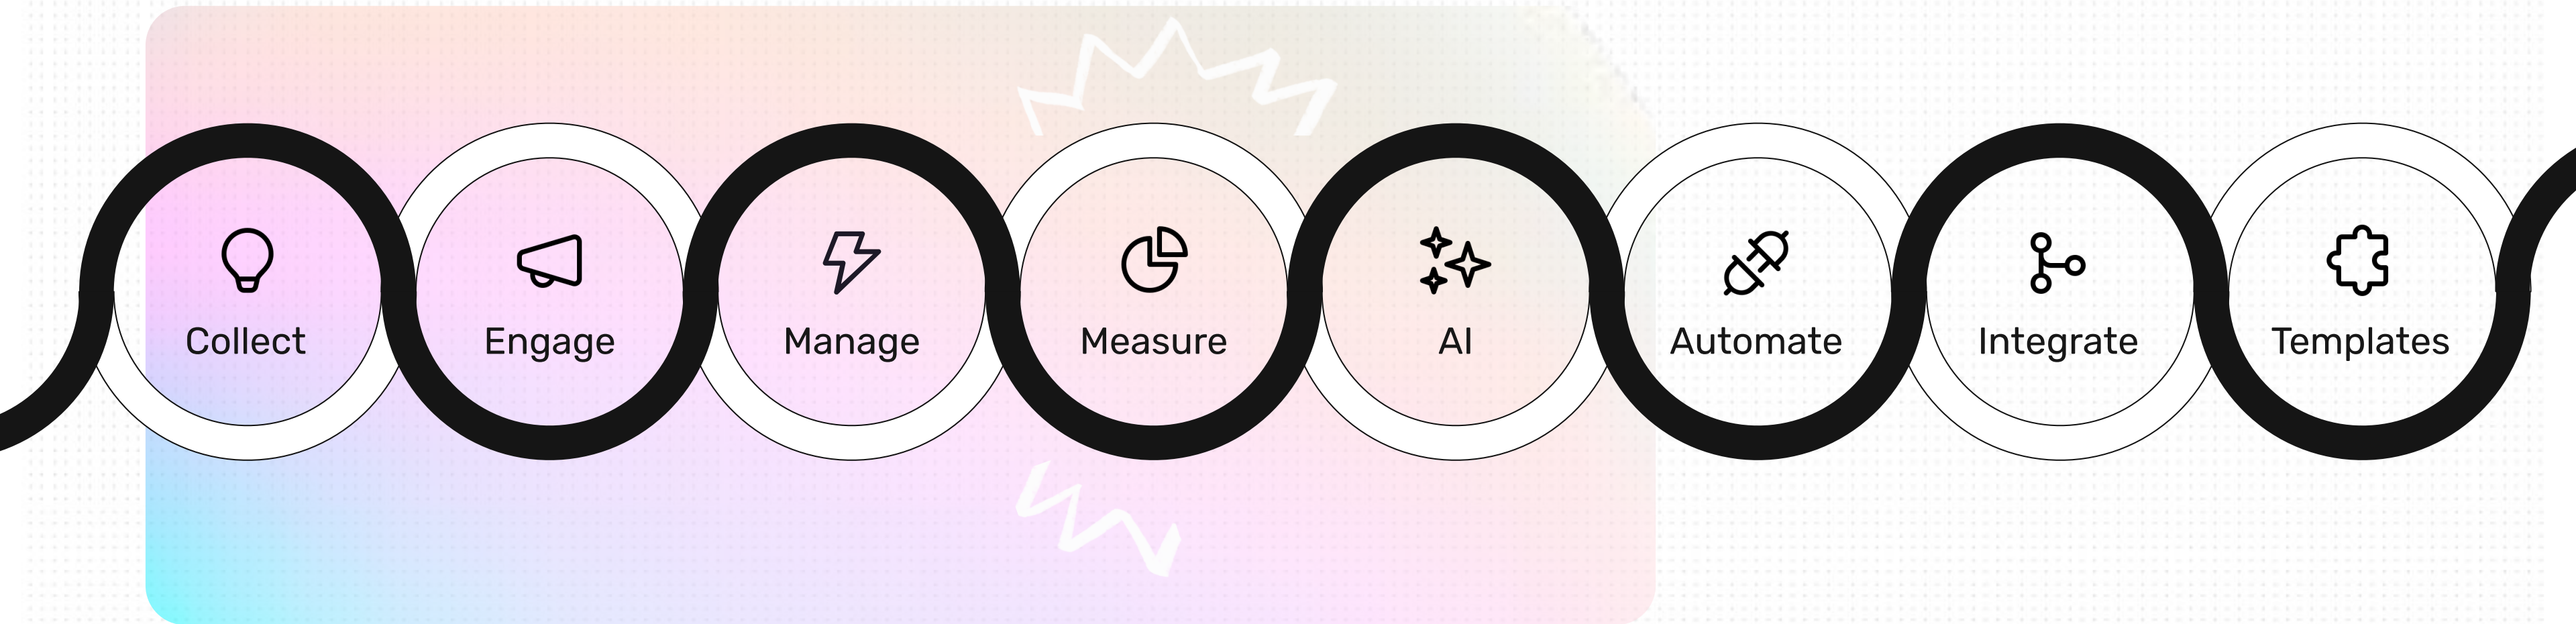 Collect
Engage
Manage
Measure
AI
Automate
Integrate
Templates